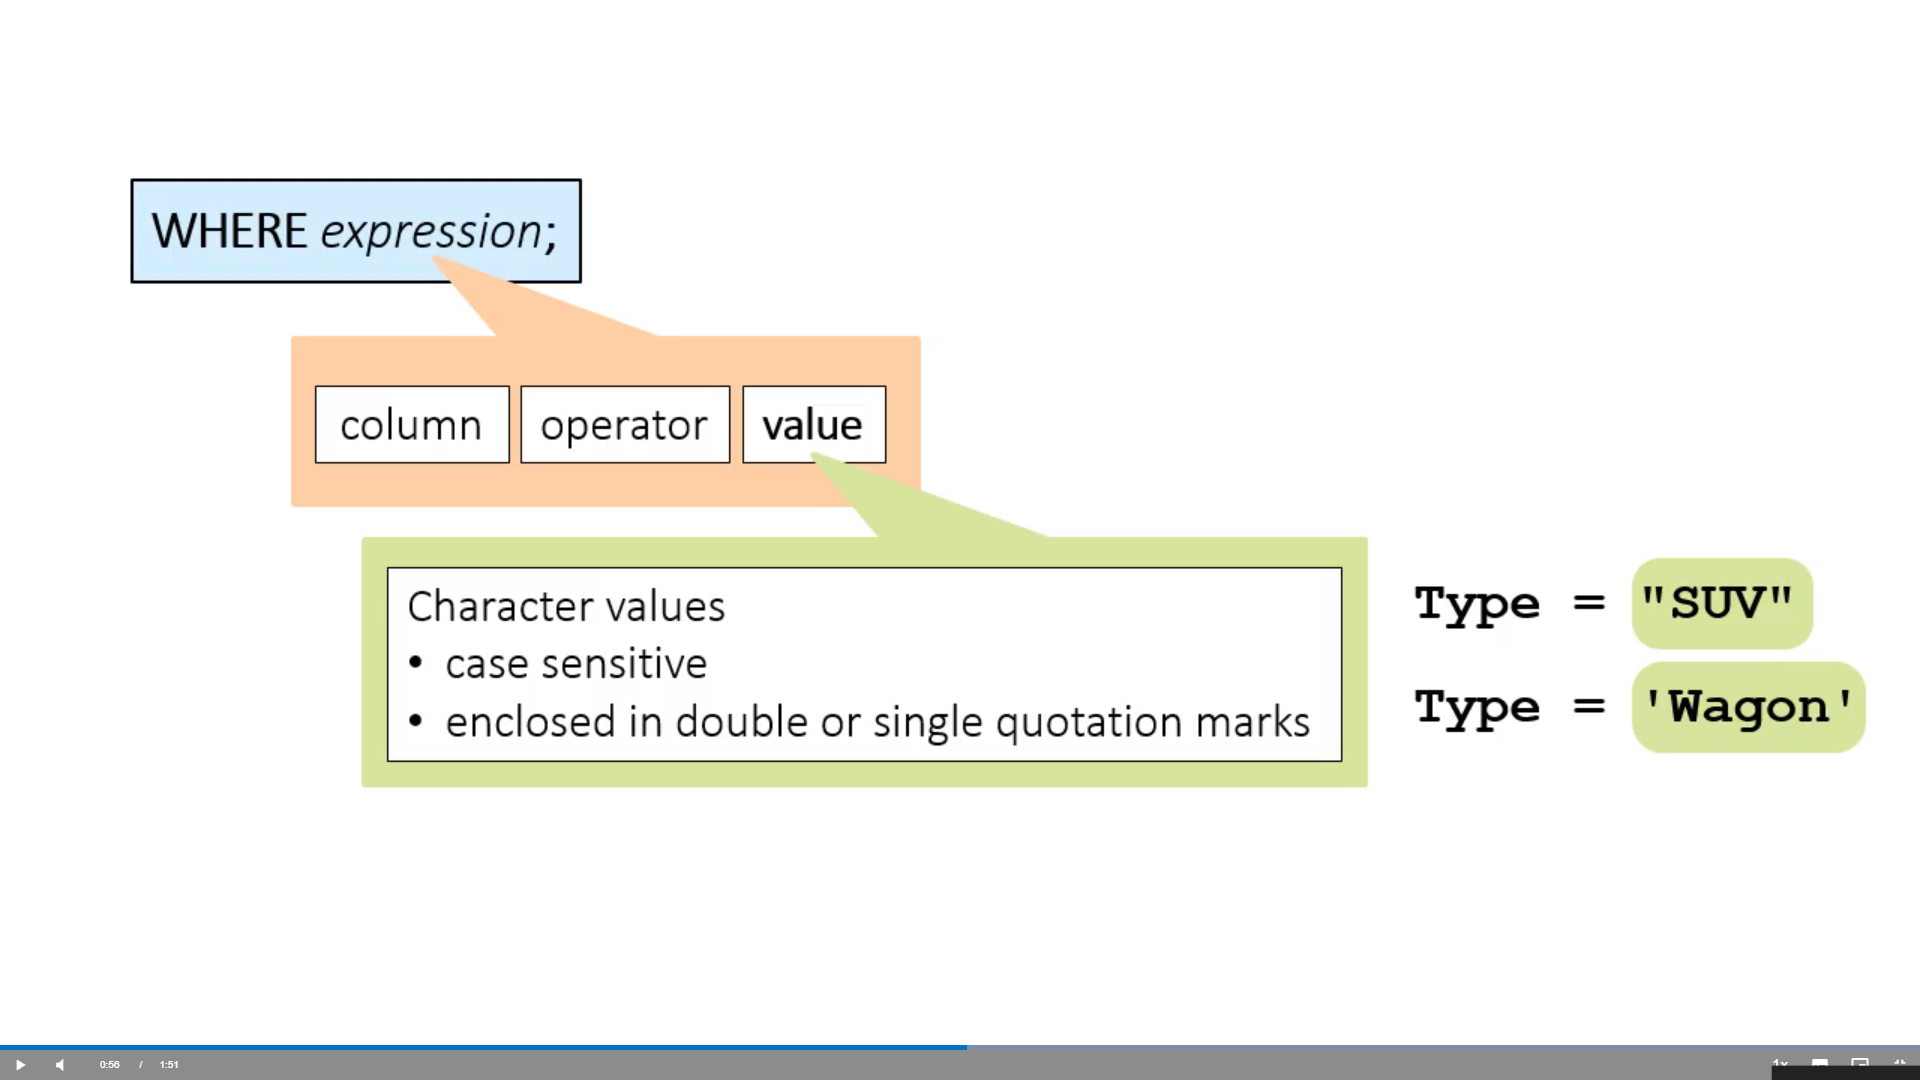 WHERE expression;
column operator value
Character values
• case sensitive
• enclosed in double or single quotation marks
Type = "SUV"
Type = 'Wagon'
0:56 / 1:51